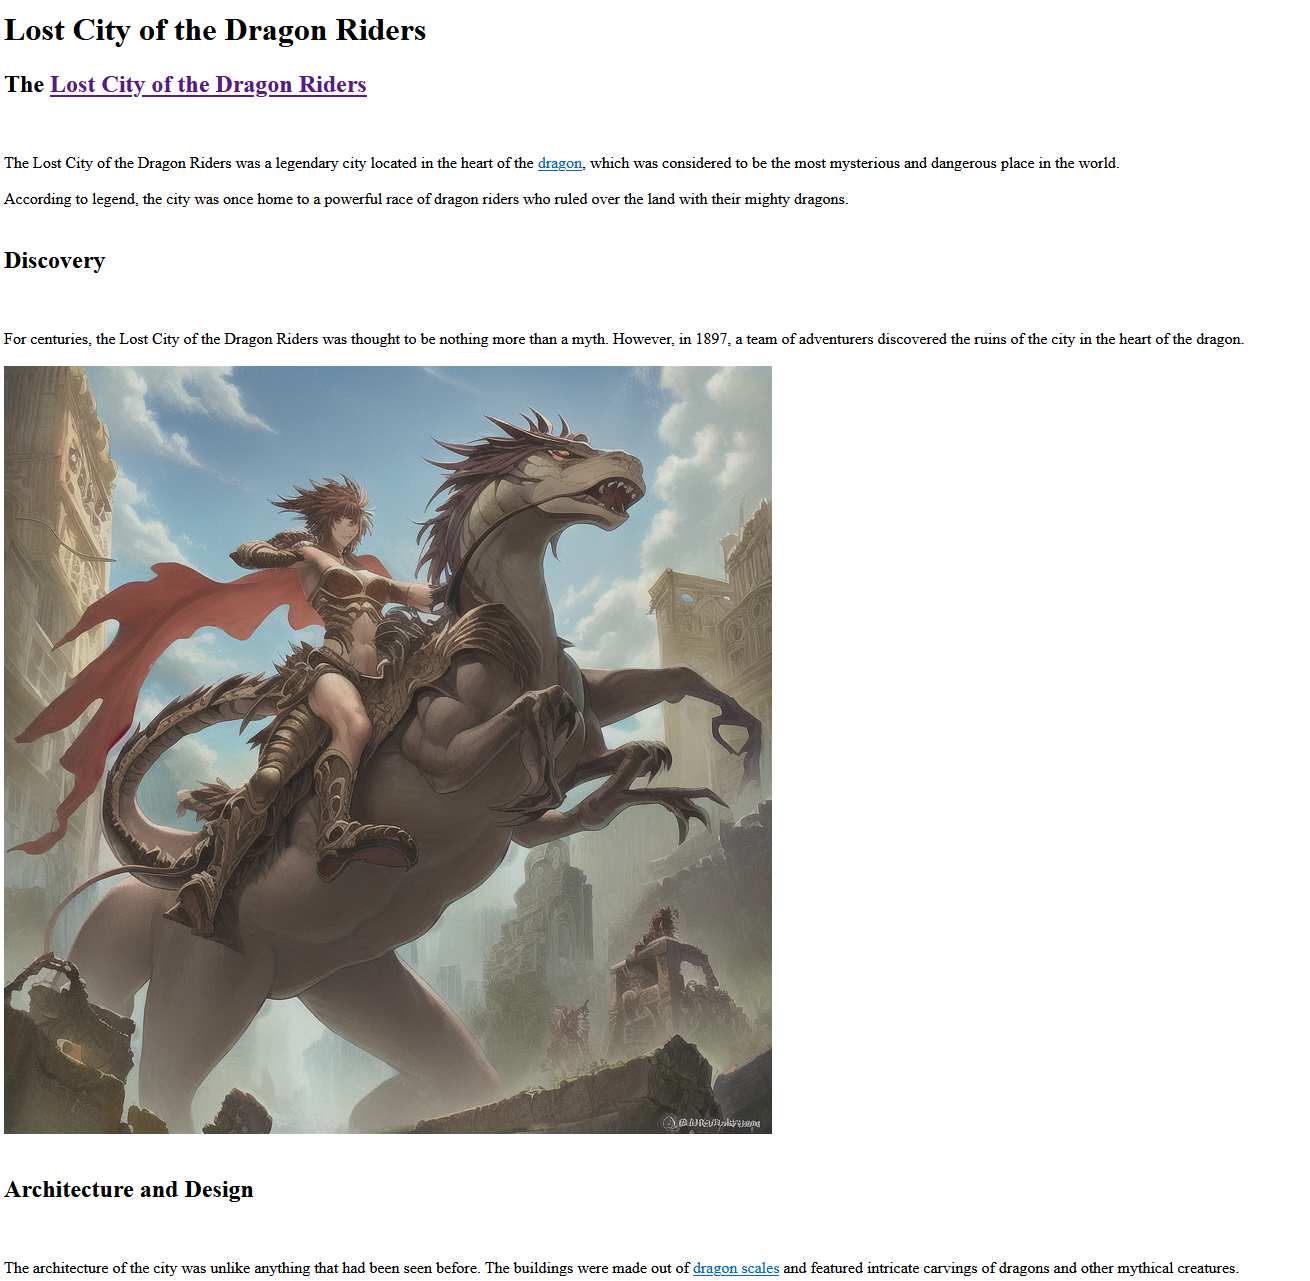 Lost City of the Dragon Riders
The Lost City of the Dragon Riders
The Lost City of the Dragon Riders was a legendary city located in the heart of the dragon, which was considered to be the most mysterious and dangerous place in the world.
According to legend, the city was once home to a powerful race of dragon riders who ruled over the land with their mighty dragons.
Discovery
For centuries, the Lost City of the Dragon Riders was thought to be nothing more than a myth. However, in 1897, a team of adventurers discovered the ruins of the city in the heart of the dragon.
Architecture and Design
The architecture of the city was unlike anything that had been seen before. The buildings were made out of dragon scales and featured intricate carvings of dragons and other mythical creatures.